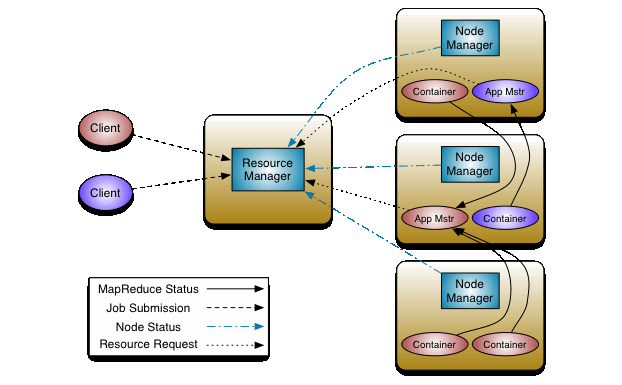 Client
Client
Resource
Manager
Node
Manager
Container
App Mstr
Node
Manager
App Mstr
Container
Node
Manager
Container
Container
MapReduce Status
Job Submission
Node Status
Resource Request